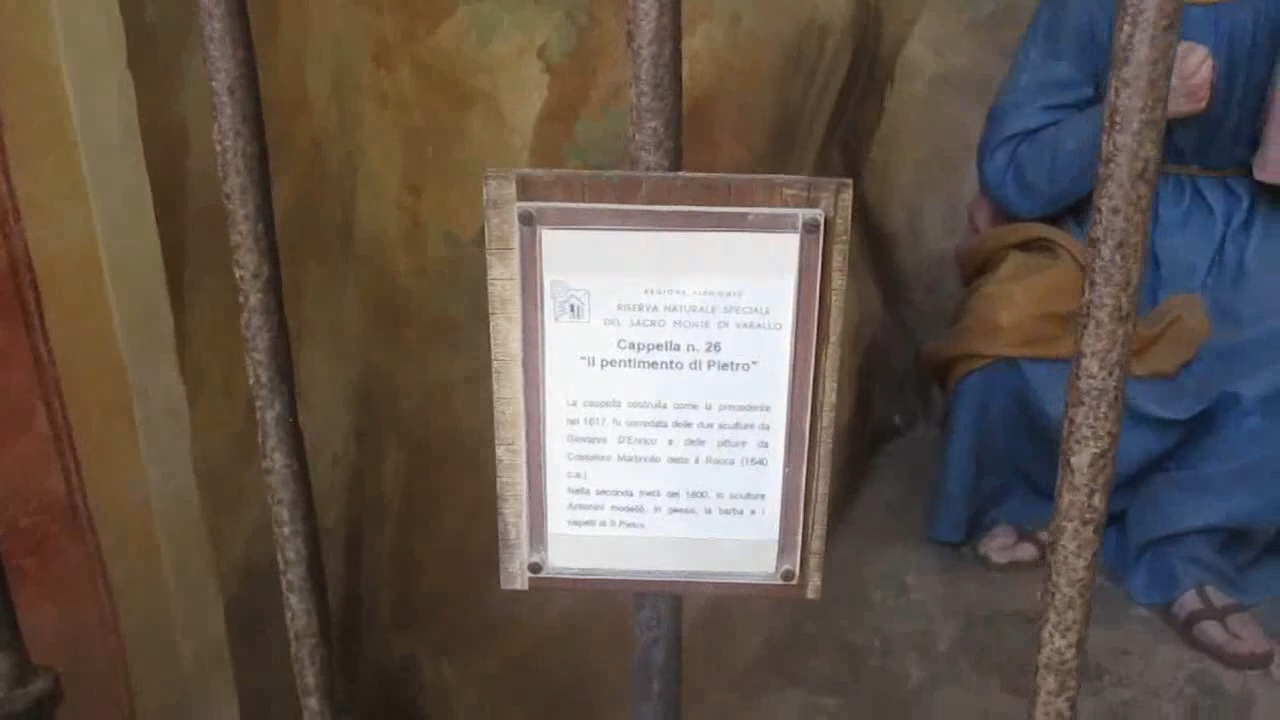 REGIONE PIEMONTE
RISERVA NATURALE SPECIALE
DEL SACRO MONTE DI VARALLO
Cappella n. 26
"Il pentimento di Pietro"
La cappella costruita come la precedente
nel 1617, fu corredata delle due sculture da
Giovanni D'Enrico e delle pitture da
Cristoforo Martinolio detto il Rocca (1640
c.a.)
Nella seconda metà del 1800, lo scultore
Antonini modellò, in gesso, la barba e i
capelli di